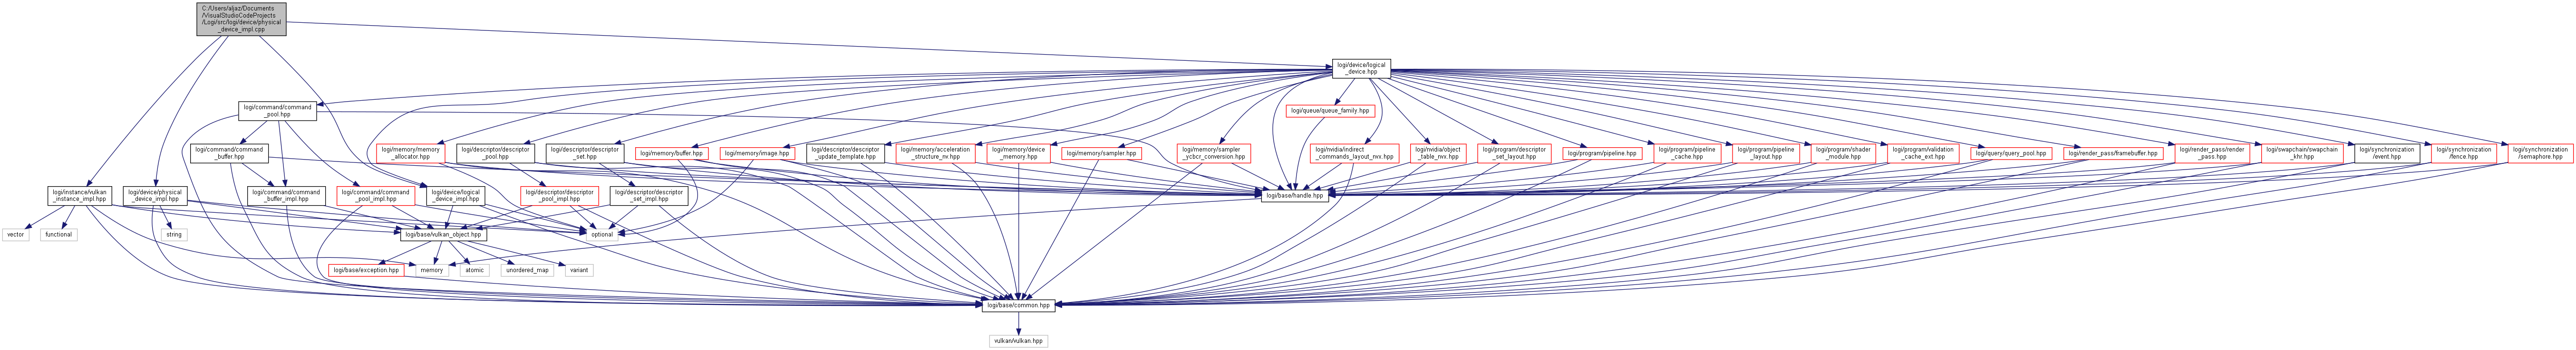 C:/Users/aljaz/Documents
/VisualStudioCodeProjects
/Logi/src/logi/device/physical
_device_impl.cpp
logi/device/logical
_device.hpp
logi/command/command
_pool.hpp
logi/queue/queue_family.hpp
logi/command/command
_buffer.hpp
logi/memory/memory
_allocator.hpp
logi/descriptor/descriptor
_pool.hpp
logi/descriptor/descriptor
_set.hpp
logi/memory/buffer.hpp
logi/memory/image.hpp
logi/descriptor/descriptor
_update_template.hpp
logi/memory/acceleration
_structure_nv.hpp
logi/memory/device
_memory.hpp
logi/memory/sampler.hpp
logi/memory/sampler
_ycbcr_conversion.hpp
logi/nvidia/indirect
_commands_layout_nvx.hpp
logi/nvidia/object
_table_nvx.hpp
logi/program/descriptor
_set_layout.hpp
logi/program/pipeline.hpp
logi/program/pipeline
_cache.hpp
logi/program/pipeline
_layout.hpp
logi/program/shader
_module.hpp
logi/program/validation
_cache_ext.hpp
logi/query/query_pool.hpp
logi/render_pass/framebuffer.hpp
logi/render_pass/render
_pass.hpp
logi/swapchain/swapchain
_khr.hpp
logi/synchronization
/event.hpp
logi/synchronization
/fence.hpp
logi/synchronization
/semaphore.hpp
logi/instance/vulkan
_instance_impl.hpp
logi/device/physical
_device_impl.hpp
logi/command/command
_buffer_impl.hpp
logi/command/command
_pool_impl.hpp
logi/device/logical
_device_impl.hpp
logi/descriptor/descriptor
_pool_impl.hpp
logi/descriptor/descriptor
_set_impl.hpp
logi/base/handle.hpp
vector
functional
string
logi/base/vulkan_object.hpp
optional
logi/base/exception.hpp
memory
atomic
unordered_map
variant
logi/base/common.hpp
vulkan/vulkan.hpp